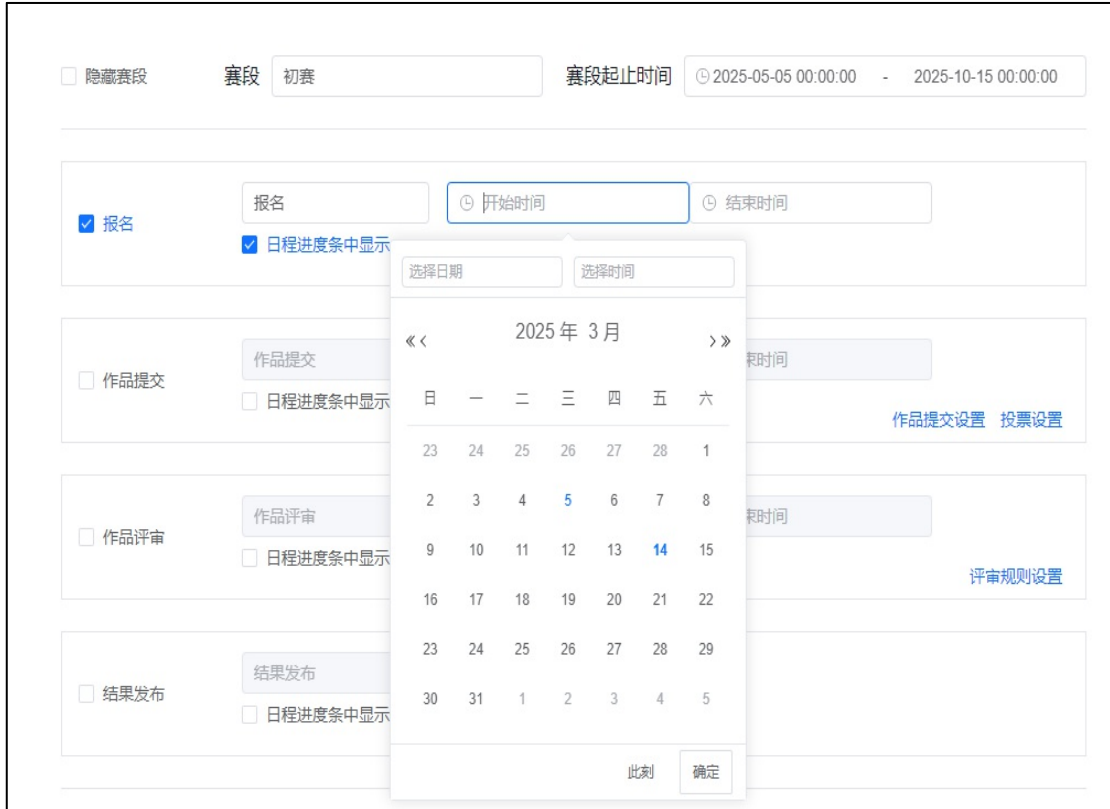 隐藏赛段 赛段 初赛 赛段起止时间 2025-05-05 00:00:00 - 2025-10-15 00:00:00
报名 报名 开始时间 结束时间
日程进度条中显示
选择日期 选择时间
« ‹ 2025 年 3 月 › »
作品提交 作品提交 束时间
日程进度条中显示
作品提交设置 投票设置
日 一 二 三 四 五 六
23 24 25 26 27 28 1
2 3 4 5 6 7 8
9 10 11 12 13 14 15
16 17 18 19 20 21 22
23 24 25 26 27 28 29
30 31 1 2 3 4 5
作品评审 作品评审 束时间
日程进度条中显示
评审规则设置
结果发布 结果发布
日程进度条中显示
此刻 确定